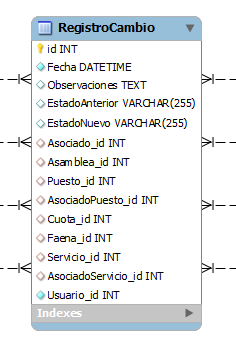 RegistroCambio
id INT
Fecha DATETIME
Observaciones TEXT
EstadoAnterior VARCHAR(255)
EstadoNuevo VARCHAR(255)
Asociado_id INT
Asamblea_id INT
Puesto_id INT
AsociadoPuesto_id INT
Cuota_id INT
Faena_id INT
Servicio_id INT
AsociadoServicio_id INT
Usuario_id INT
Indexes